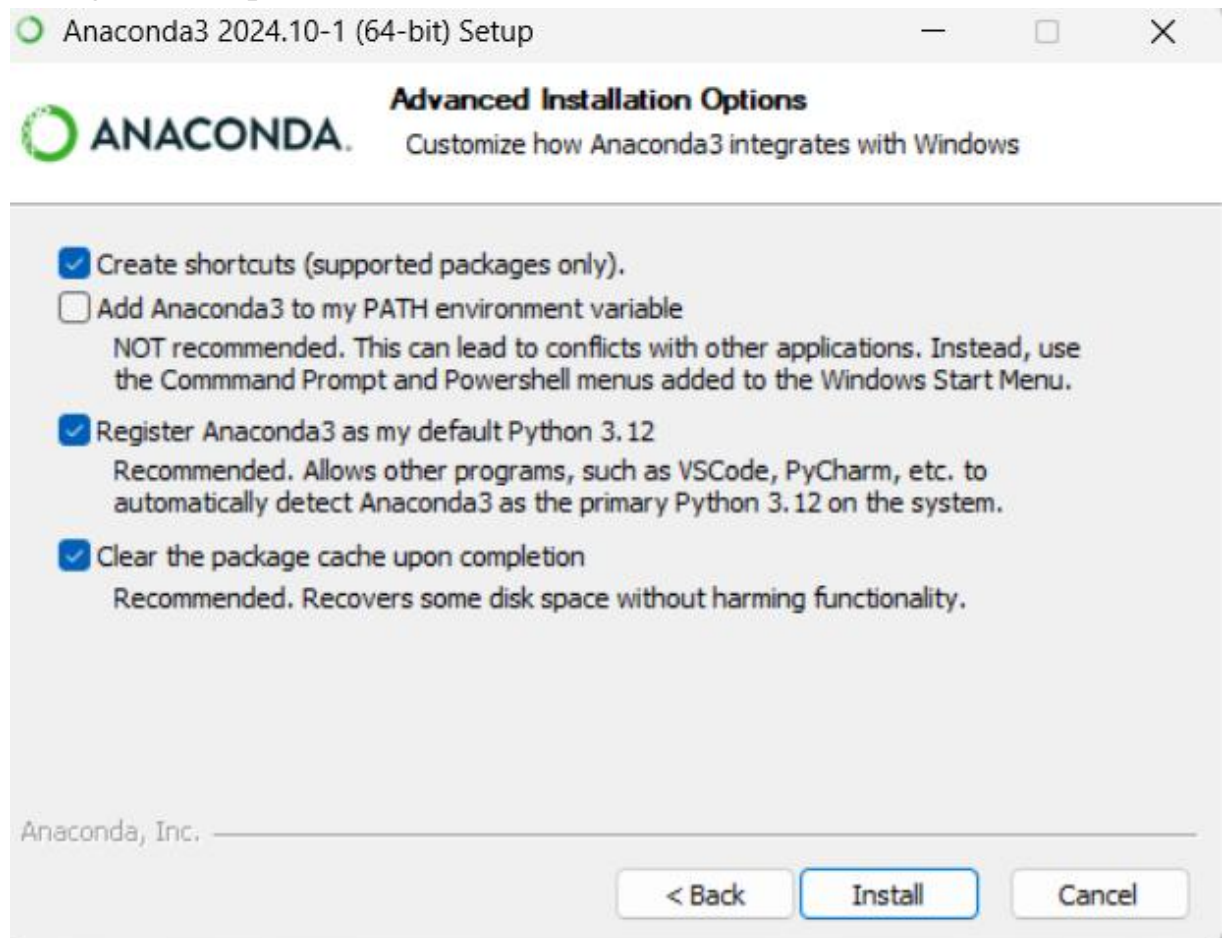 Anaconda3 2024.10-1 (64-bit) Setup
ANACONDA.
Advanced Installation Options
Customize how Anaconda3 integrates with Windows
Create shortcuts (supported packages only).
Add Anaconda3 to my PATH environment variable
NOT recommended. This can lead to conflicts with other applications. Instead, use
the Commmand Prompt and Powershell menus added to the Windows Start Menu.
Register Anaconda3 as my default Python 3.12
Recommended. Allows other programs, such as VSCode, PyCharm, etc. to
automatically detect Anaconda3 as the primary Python 3.12 on the system.
Clear the package cache upon completion
Recommended. Recovers some disk space without harming functionality.
Anaconda, Inc.
< Back Install Cancel